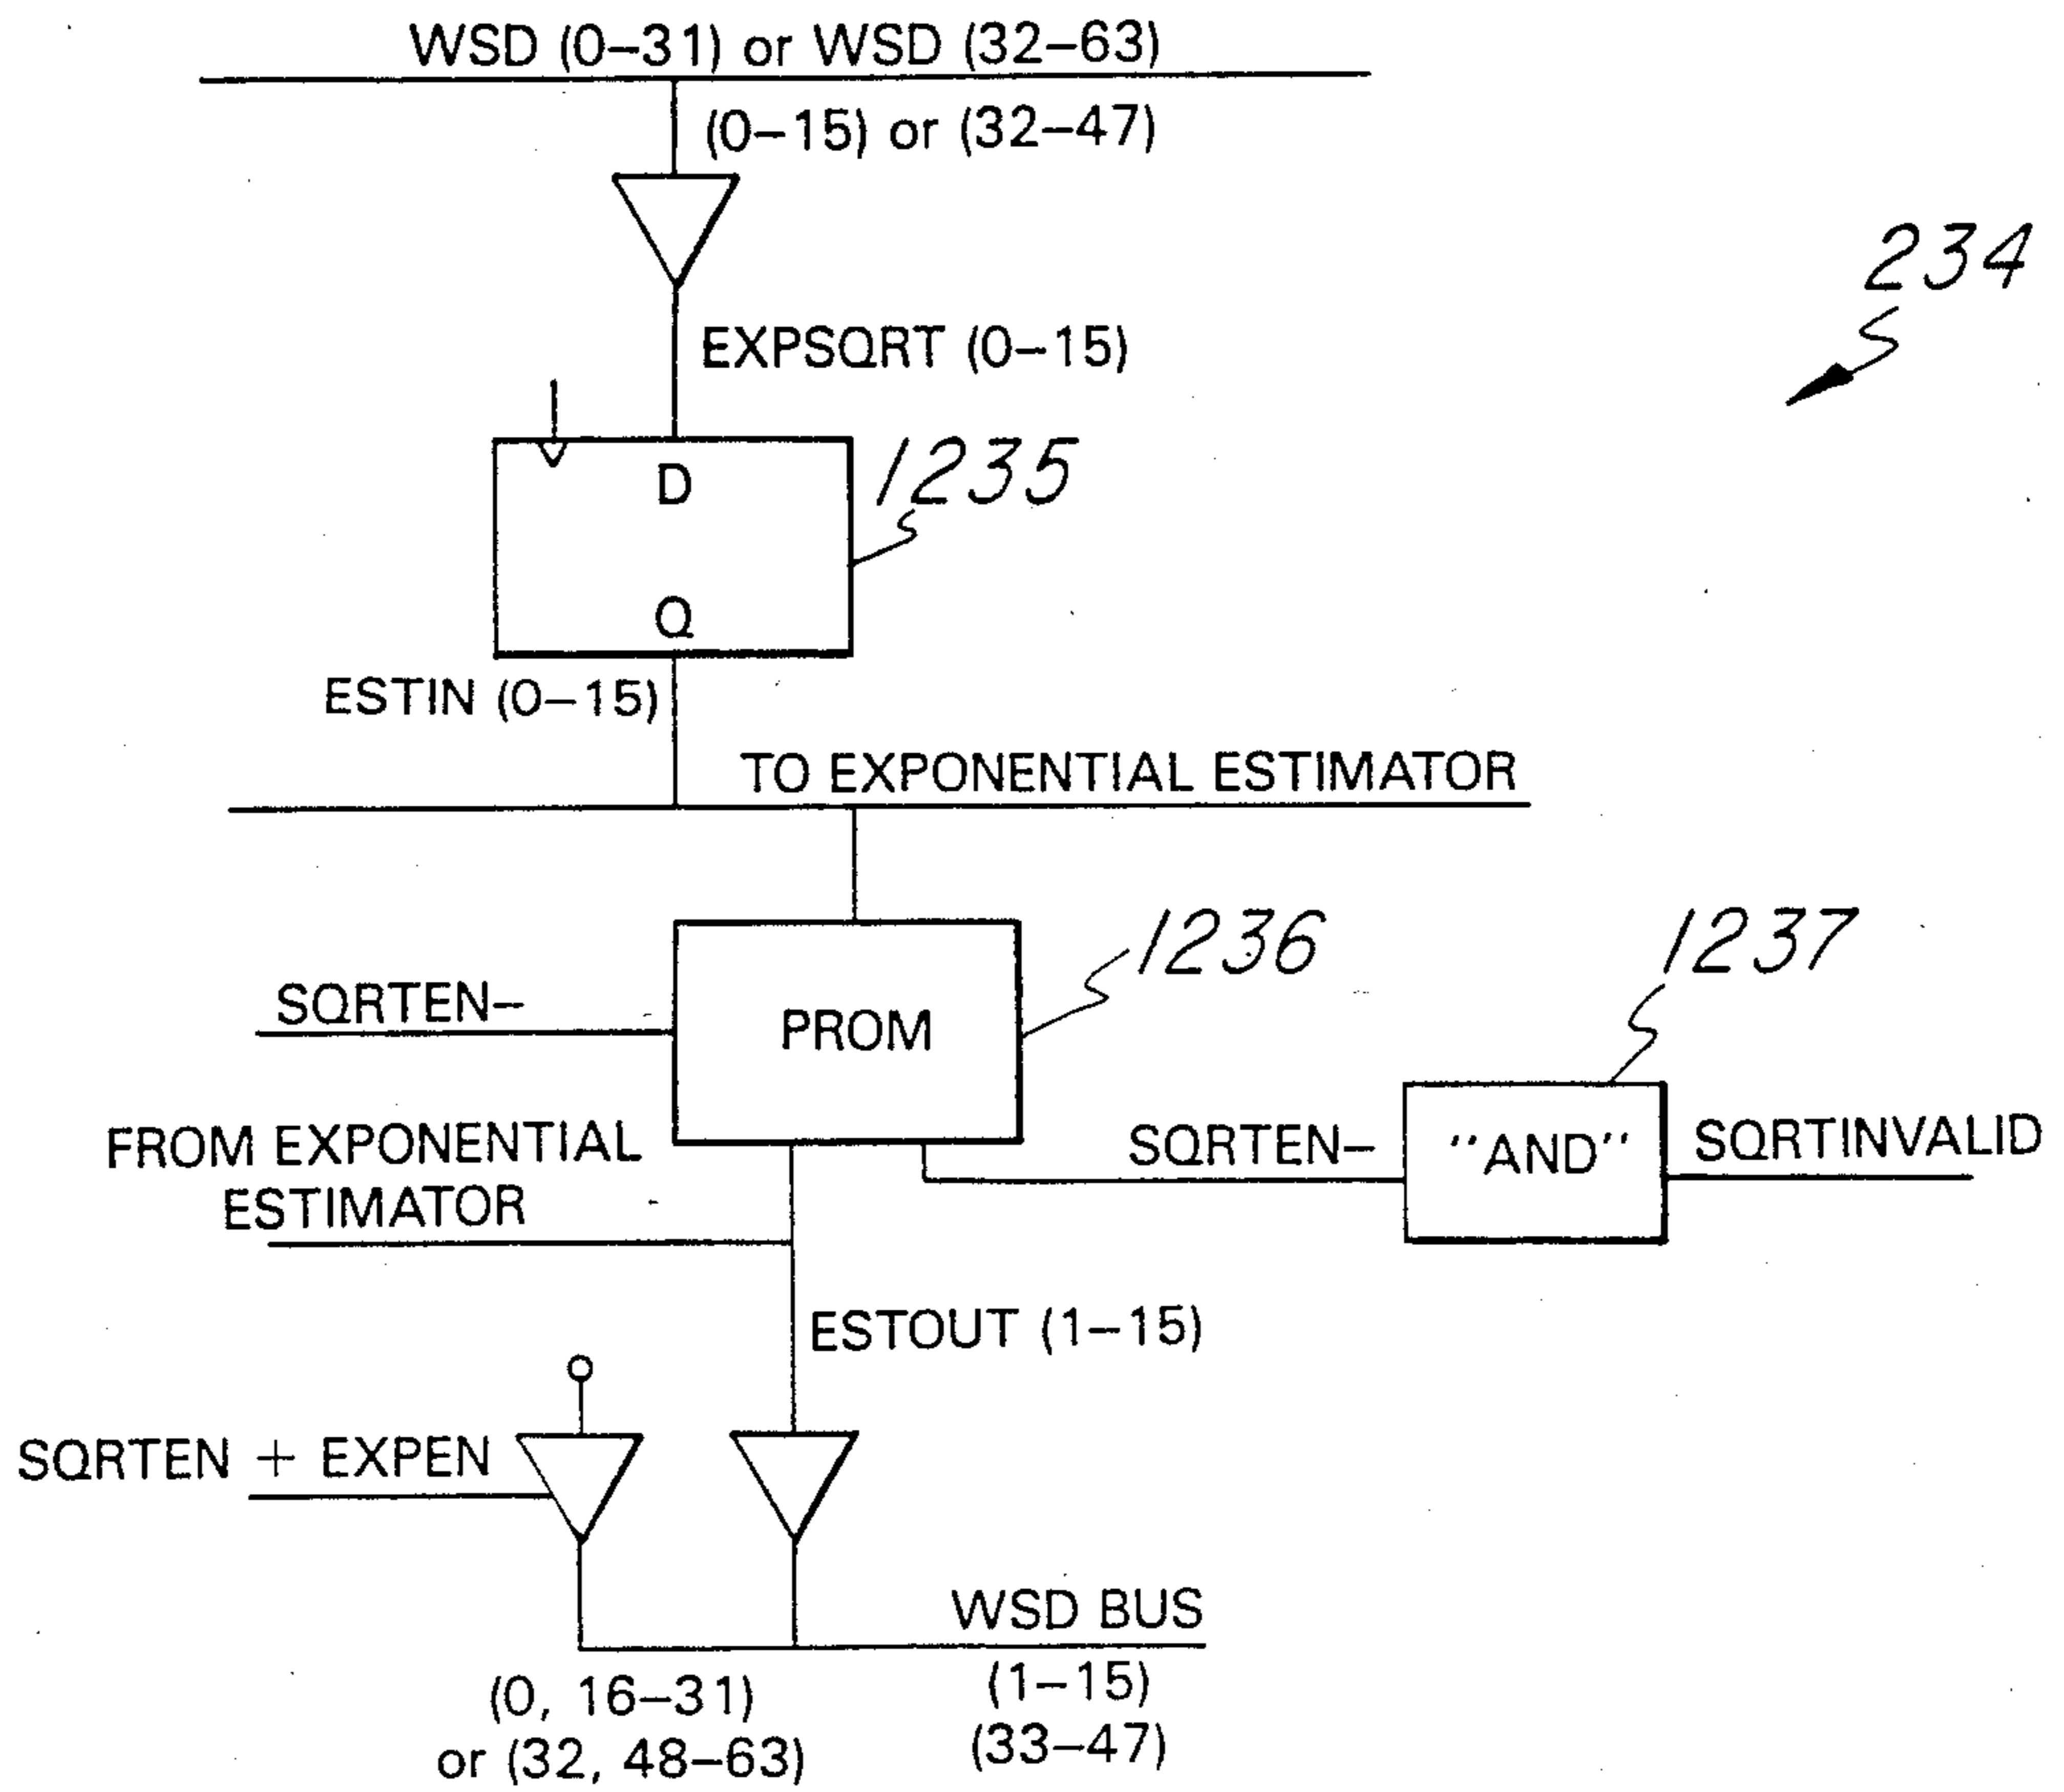 WSD (0–31) or WSD (32–63)
(0–15) or (32–47)
234
EXPSQRT (0–15)
D
1235
Q
ESTIN (0–15)
TO EXPONENTIAL ESTIMATOR
1236
1237
SQRTEN–
PROM
FROM EXPONENTIAL
ESTIMATOR
SQRTEN–
"AND"
SQRTINVALID
ESTOUT (1–15)
SQRTEN + EXPEN
WSD BUS
(0, 16–31)
or (32, 48–63)
(1–15)
(33–47)